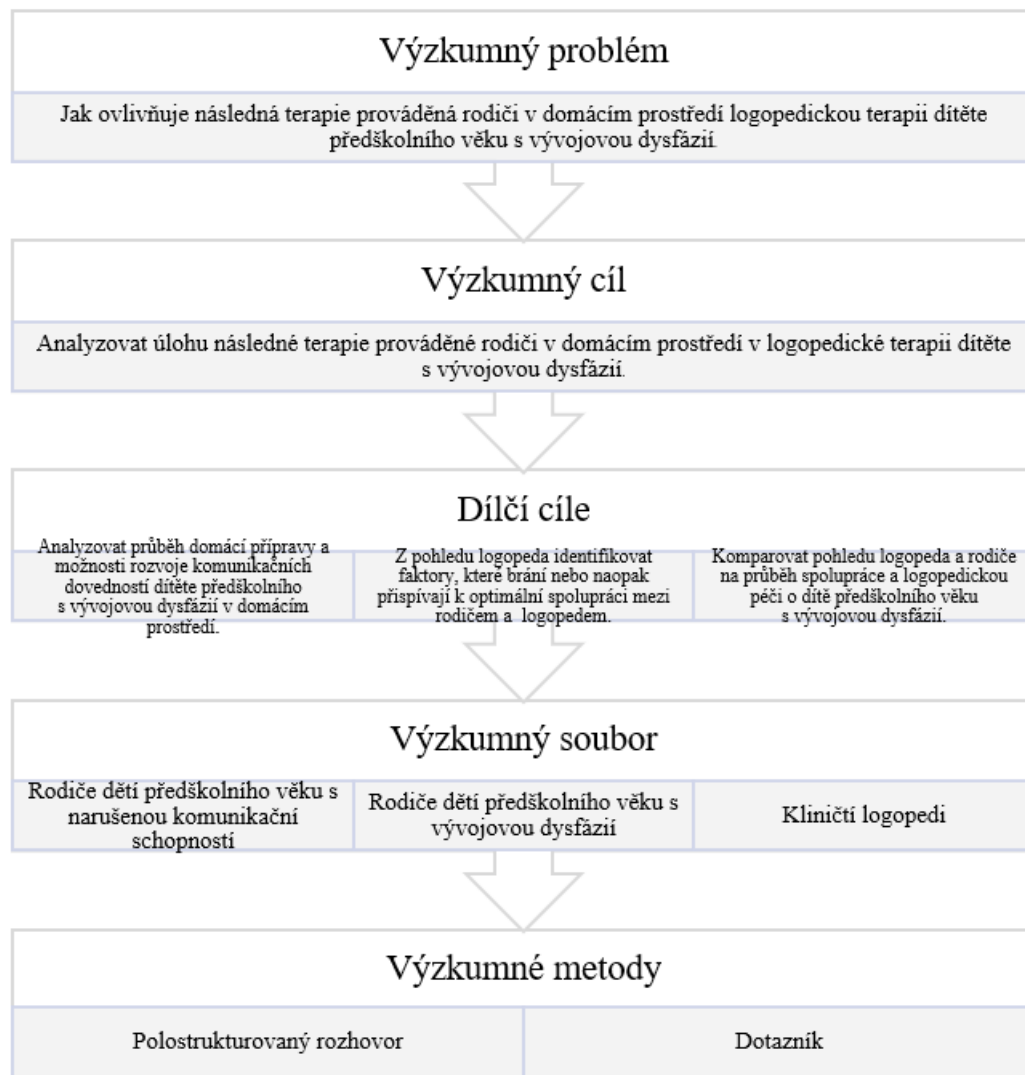 Výzkumný problém
Jak ovlivňuje následná terapie prováděná rodiči v domácím prostředí logopedickou terapii dítěte
předškolního věku s vývojovou dysfázií.
Výzkumný cíl
Analyzovat úlohu následné terapie prováděné rodiči v domácím prostředí v logopedické terapii dítěte
s vývojovou dysfázií.
Dílčí cíle
Analyzovat průběh domácí přípravy a
možnosti rozvoje komunikačních
dovedností dítěte předškolního
s vývojovou dysfázií v domácím
prostředí.
Z pohledu logopeda identifikovat
faktory, které brání nebo naopak
přispívají k optimální spolupráci mezi
rodičem a logopedem.
Komparovat pohledu logopeda a rodiče
na průběh spolupráce a logopedickou
péči o dítě předškolního věku
s vývojovou dysfázií.
Výzkumný soubor
Rodiče dětí předškolního věku s
narušenou komunikační
schopností
Rodiče dětí předškolního věku s
vývojovou dysfázií
Kliničtí logopedi
Výzkumné metody
Polostrukturovaný rozhovor
Dotazník